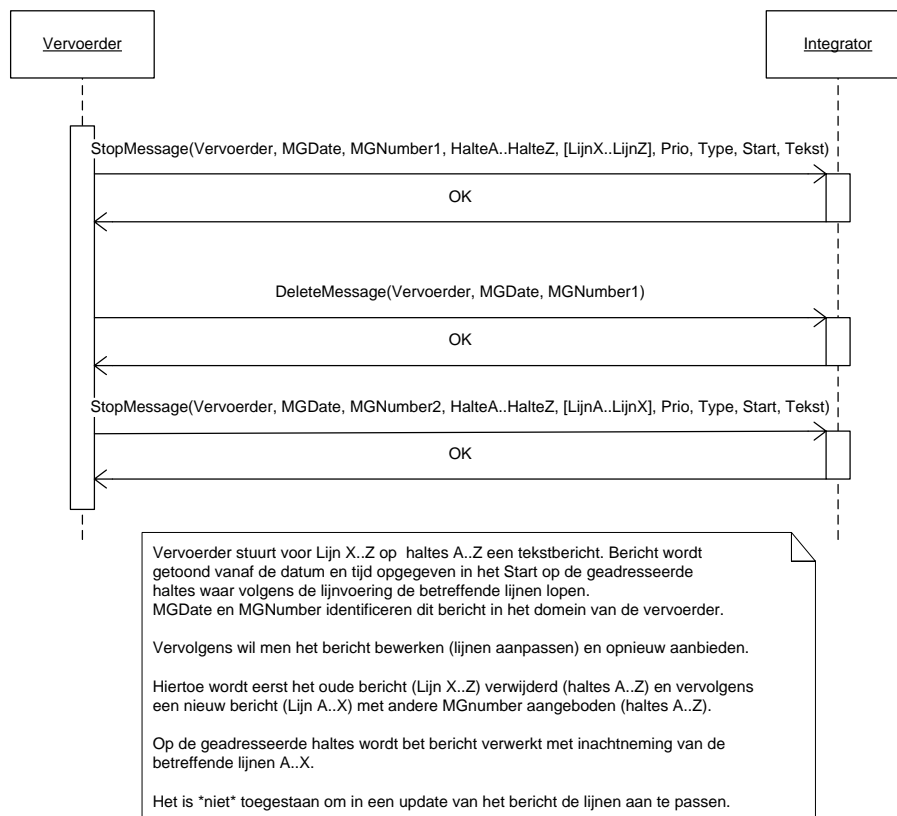 Vervoerder
Integrator
StopMessage(Vervoerder, MGDate, MGNumber1, HalteA..HalteZ, [LijnX..LijnZ], Prio, Type, Start, Tekst)
OK
DeleteMessage(Vervoerder, MGDate, MGNumber1)
OK
StopMessage(Vervoerder, MGDate, MGNumber2, HalteA..HalteZ, [LijnA..LijnX], Prio, Type, Start, Tekst)
OK
Vervoerder stuurt voor Lijn X..Z op haltes A..Z een tekstbericht. Bericht wordt
getoond vanaf de datum en tijd opgegeven in het Start op de geadresseerde
haltes waar volgens de lijnvoering de betreffende lijnen lopen.
MGDate en MGNumber identificeren dit bericht in het domein van de vervoerder.
Vervolgens wil men het bericht bewerken (lijnen aanpassen) en opnieuw aanbieden.
Hiertoe wordt eerst het oude bericht (Lijn X..Z) verwijderd (haltes A..Z) en vervolgens
een nieuw bericht (Lijn A..X) met andere MGnumber aangeboden (haltes A..Z).
Op de geadresseerde haltes wordt bet bericht verwerkt met inachtneming van de
betreffende lijnen A..X.
Het is *niet* toegestaan om in een update van het bericht de lijnen aan te passen.